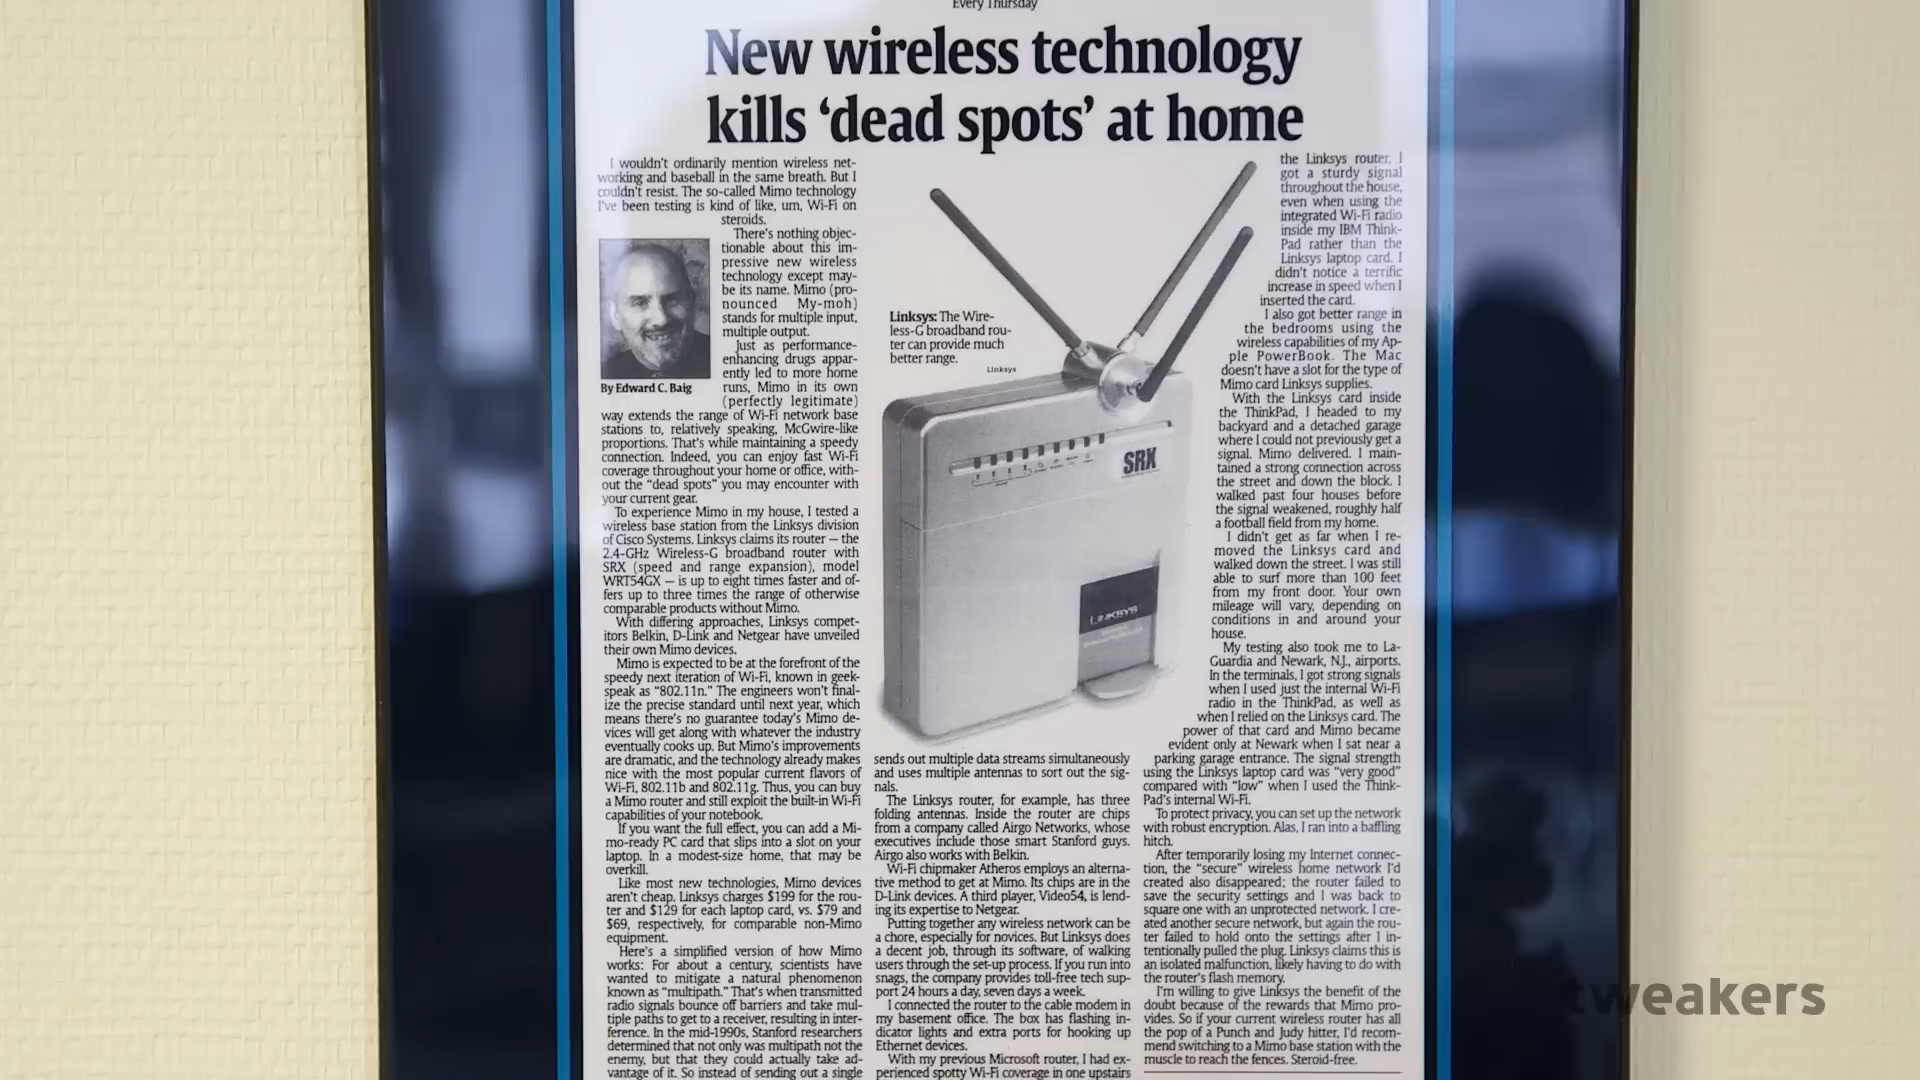 Every Thursday
New wireless technology
kills ‘dead spots’ at home
I wouldn’t ordinarily mention wireless net-
working and baseball in the same breath. But I
couldn’t resist. The so-called Mimo technology
I’ve been testing is kind of like, um, Wi-Fi on
steroids.
There’s nothing objec-
tionable about this im-
pressive new wireless
technology except may-
be its name. Mimo (pro-
nounced My-moh)
stands for multiple input,
multiple output.
Just as performance-
enhancing drugs appar-
ently led to more home
runs, Mimo in its own
(perfectly legitimate)
By Edward C. Baig
way extends the range of Wi-Fi network base
stations to, relatively speaking, McGwire-like
proportions. That’s while maintaining a speedy
connection. Indeed, you can enjoy fast Wi-Fi
coverage throughout your home or office, with-
out the “dead spots” you may encounter with
your current gear.
To experience Mimo in my house, I tested a
wireless base station from the Linksys division
of Cisco Systems. Linksys claims its router — the
2.4-GHz Wireless-G broadband router with
SRX (speed and range expansion), model
WRT54GX — is up to eight times faster and of-
fers up to three times the range of otherwise
comparable products without Mimo.
With differing approaches, Linksys compet-
itors Belkin, D-Link and Netgear have unveiled
their own Mimo devices.
Mimo is expected to be at the forefront of the
speedy next iteration of Wi-Fi, known in geek-
speak as “802.11n.” The engineers won’t final-
ize the precise standard until next year, which
means there’s no guarantee today’s Mimo de-
vices will get along with whatever the industry
eventually cooks up. But Mimo’s improvements
are dramatic, and the technology already makes
nice with the most popular current flavors of
Wi-Fi, 802.11b and 802.11g. Thus, you can buy
a Mimo router and still exploit the built-in Wi-Fi
capabilities of your notebook.
If you want the full effect, you can add a Mi-
mo-ready PC card that slips into a slot on your
laptop. In a modest-size home, that may be
overkill.
Like most new technologies, Mimo devices
aren’t cheap. Linksys charges $199 for the rou-
ter and $129 for each laptop card, vs. $79 and
$69, respectively, for comparable non-Mimo
equipment.
Here’s a simplified version of how Mimo
works: For about a century, scientists have
wanted to mitigate a natural phenomenon
known as “multipath.” That’s when transmitted
radio signals bounce off barriers and take mul-
tiple paths to get to a receiver, resulting in inter-
ference. In the mid-1990s, Stanford researchers
determined that not only was multipath not the
enemy, but that they could actually take ad-
vantage of it. So instead of sending out a single
Linksys: The Wire-
less-G broadband rou-
ter can provide much
better range.
Linksys
SRX
LINKSYS
sends out multiple data streams simultaneously
and uses multiple antennas to sort out the sig-
nals.
The Linksys router, for example, has three
folding antennas. Inside the router are chips
from a company called Airgo Networks, whose
executives include those smart Stanford guys.
Airgo also works with Belkin.
Wi-Fi chipmaker Atheros employs an alterna-
tive method to get at Mimo. Its chips are in the
D-Link devices. A third player, Video54, is lend-
ing its expertise to Netgear.
Putting together any wireless network can be
a chore, especially for novices. But Linksys does
a decent job, through its software, of walking
users through the set-up process. If you run into
snags, the company provides toll-free tech sup-
port 24 hours a day, seven days a week.
I connected the router to the cable modem in
my basement office. The box has flashing in-
dicator lights and extra ports for hooking up
Ethernet devices.
With my previous Microsoft router, I had ex-
perienced spotty Wi-Fi coverage in one upstairs
the Linksys router, I
got a sturdy signal
throughout the house,
even when using the
integrated Wi-Fi radio
inside my IBM Think-
Pad rather than the
Linksys laptop card. I
didn’t notice a terrific
increase in speed when I
inserted the card.
I also got better range in
the bedrooms using the
wireless capabilities of my Ap-
ple PowerBook. The Mac
doesn’t have a slot for the type of
Mimo card Linksys supplies.
With the Linksys card inside
the ThinkPad, I headed to my
backyard and a detached garage
where I could not previously get a
signal. Mimo delivered. I main-
tained a strong connection across
the street and down the block. I
walked past four houses before
the signal weakened, roughly half
a football field from my home.
I didn’t get as far when I re-
moved the Linksys card and
walked down the street. I was still
able to surf more than 100 feet
from my front door. Your own
mileage will vary, depending on
conditions in and around your
house.
My testing also took me to La-
Guardia and Newark, N.J., airports.
In the terminals, I got strong signals
when I used just the internal Wi-Fi
radio in the ThinkPad, as well as
when I relied on the Linksys card. The
power of that card and Mimo became
evident only at Newark when I sat near a
parking garage entrance. The signal strength
using the Linksys laptop card was “very good”
compared with “low” when I used the Think-
Pad’s internal Wi-Fi.
To protect privacy, you can set up the network
with robust encryption. Alas, I ran into a baffling
hitch.
After temporarily losing my Internet connec-
tion, the “secure” wireless home network I’d
created also disappeared; the router failed to
save the security settings and I was back to
square one with an unprotected network. I cre-
ated another secure network, but again the rou-
ter failed to hold onto the settings after I in-
tentionally pulled the plug. Linksys claims this is
an isolated malfunction, likely having to do with
the router’s flash memory.
I’m willing to give Linksys the benefit of the
doubt because of the rewards that Mimo pro-
vides. So if your current wireless router has all
the pop of a Punch and Judy hitter, I’d recom-
mend switching to a Mimo base station with the
muscle to reach the fences. Steroid-free.
tweakers